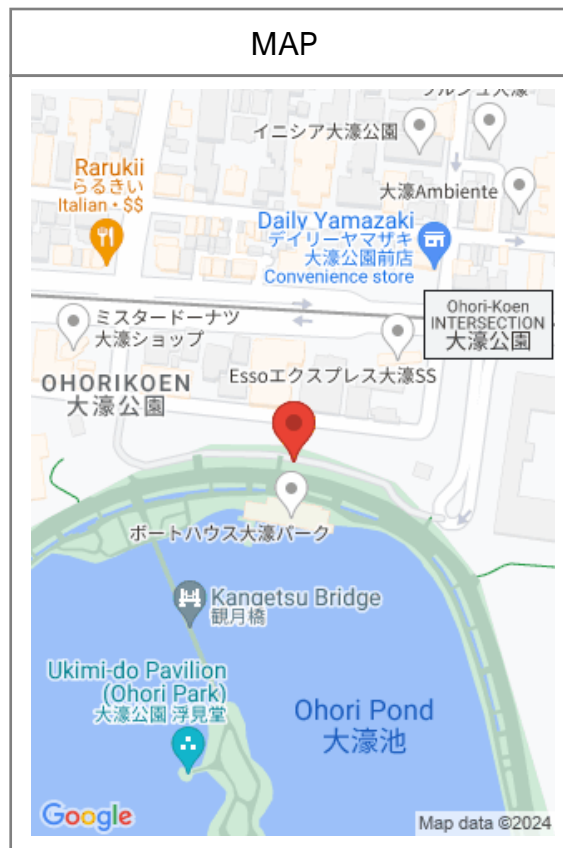 MAP
イニシア大濠公園
Rarukii
らるきい
Italian・$$
大濠Ambiente
Daily Yamazaki
デイリーヤマザキ
大濠公園前店
Convenience store
Ohori-Koen
INTERSECTION
大濠公園
ミスタードーナツ
大濠ショップ
Essoエクスプレス大濠SS
OHORIKOEN
大濠公園
ボートハウス大濠パーク
Kangetsu Bridge
観月橋
Ukimi-do Pavilion
(Ohori Park)
大濠公園 浮見堂
Ohori Pond
大濠池
Google
Map data ©2024